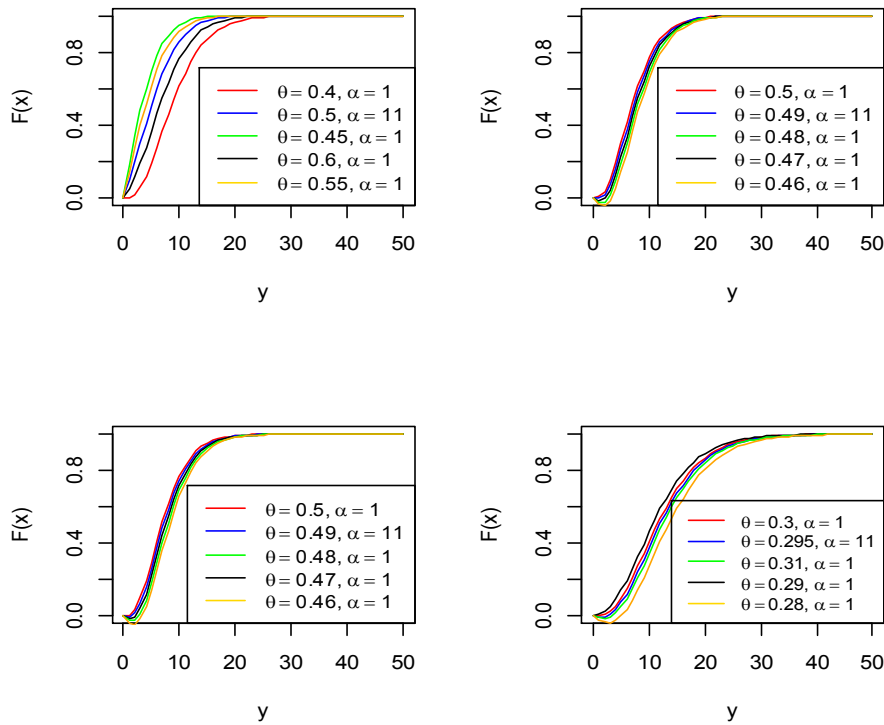 F(x)
0.8
0.4
0.0
θ = 0.4, α = 1
θ = 0.5, α = 11
θ = 0.45, α = 1
θ = 0.6, α = 1
θ = 0.55, α = 1
0 10 20 30 40 50
y
F(x)
0.8
0.4
0.0
θ = 0.5, α = 1
θ = 0.49, α = 11
θ = 0.48, α = 1
θ = 0.47, α = 1
θ = 0.46, α = 1
0 10 20 30 40 50
y
F(x)
0.8
0.4
0.0
θ = 0.5, α = 1
θ = 0.49, α = 11
θ = 0.48, α = 1
θ = 0.47, α = 1
θ = 0.46, α = 1
0 10 20 30 40 50
y
F(x)
0.8
0.4
0.0
θ = 0.3, α = 1
θ = 0.295, α = 11
θ = 0.31, α = 1
θ = 0.29, α = 1
θ = 0.28, α = 1
0 10 20 30 40 50
y